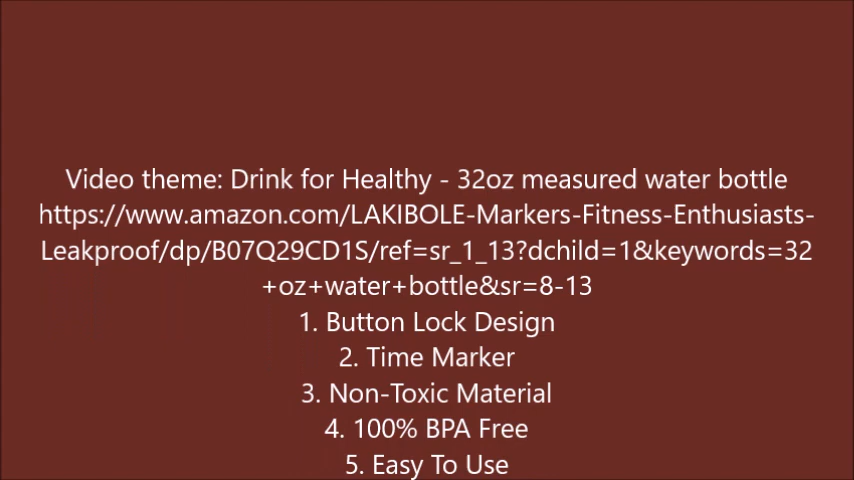 Video theme: Drink for Healthy - 32oz measured water bottle
https://www.amazon.com/LAKIBOLE-Markers-Fitness-Enthusiasts-
Leakproof/dp/B07Q29CD1S/ref=sr_1_13?dchild=1&keywords=32
+oz+water+bottle&sr=8-13
1. Button Lock Design
2. Time Marker
3. Non-Toxic Material
4. 100% BPA Free
5. Easy To Use